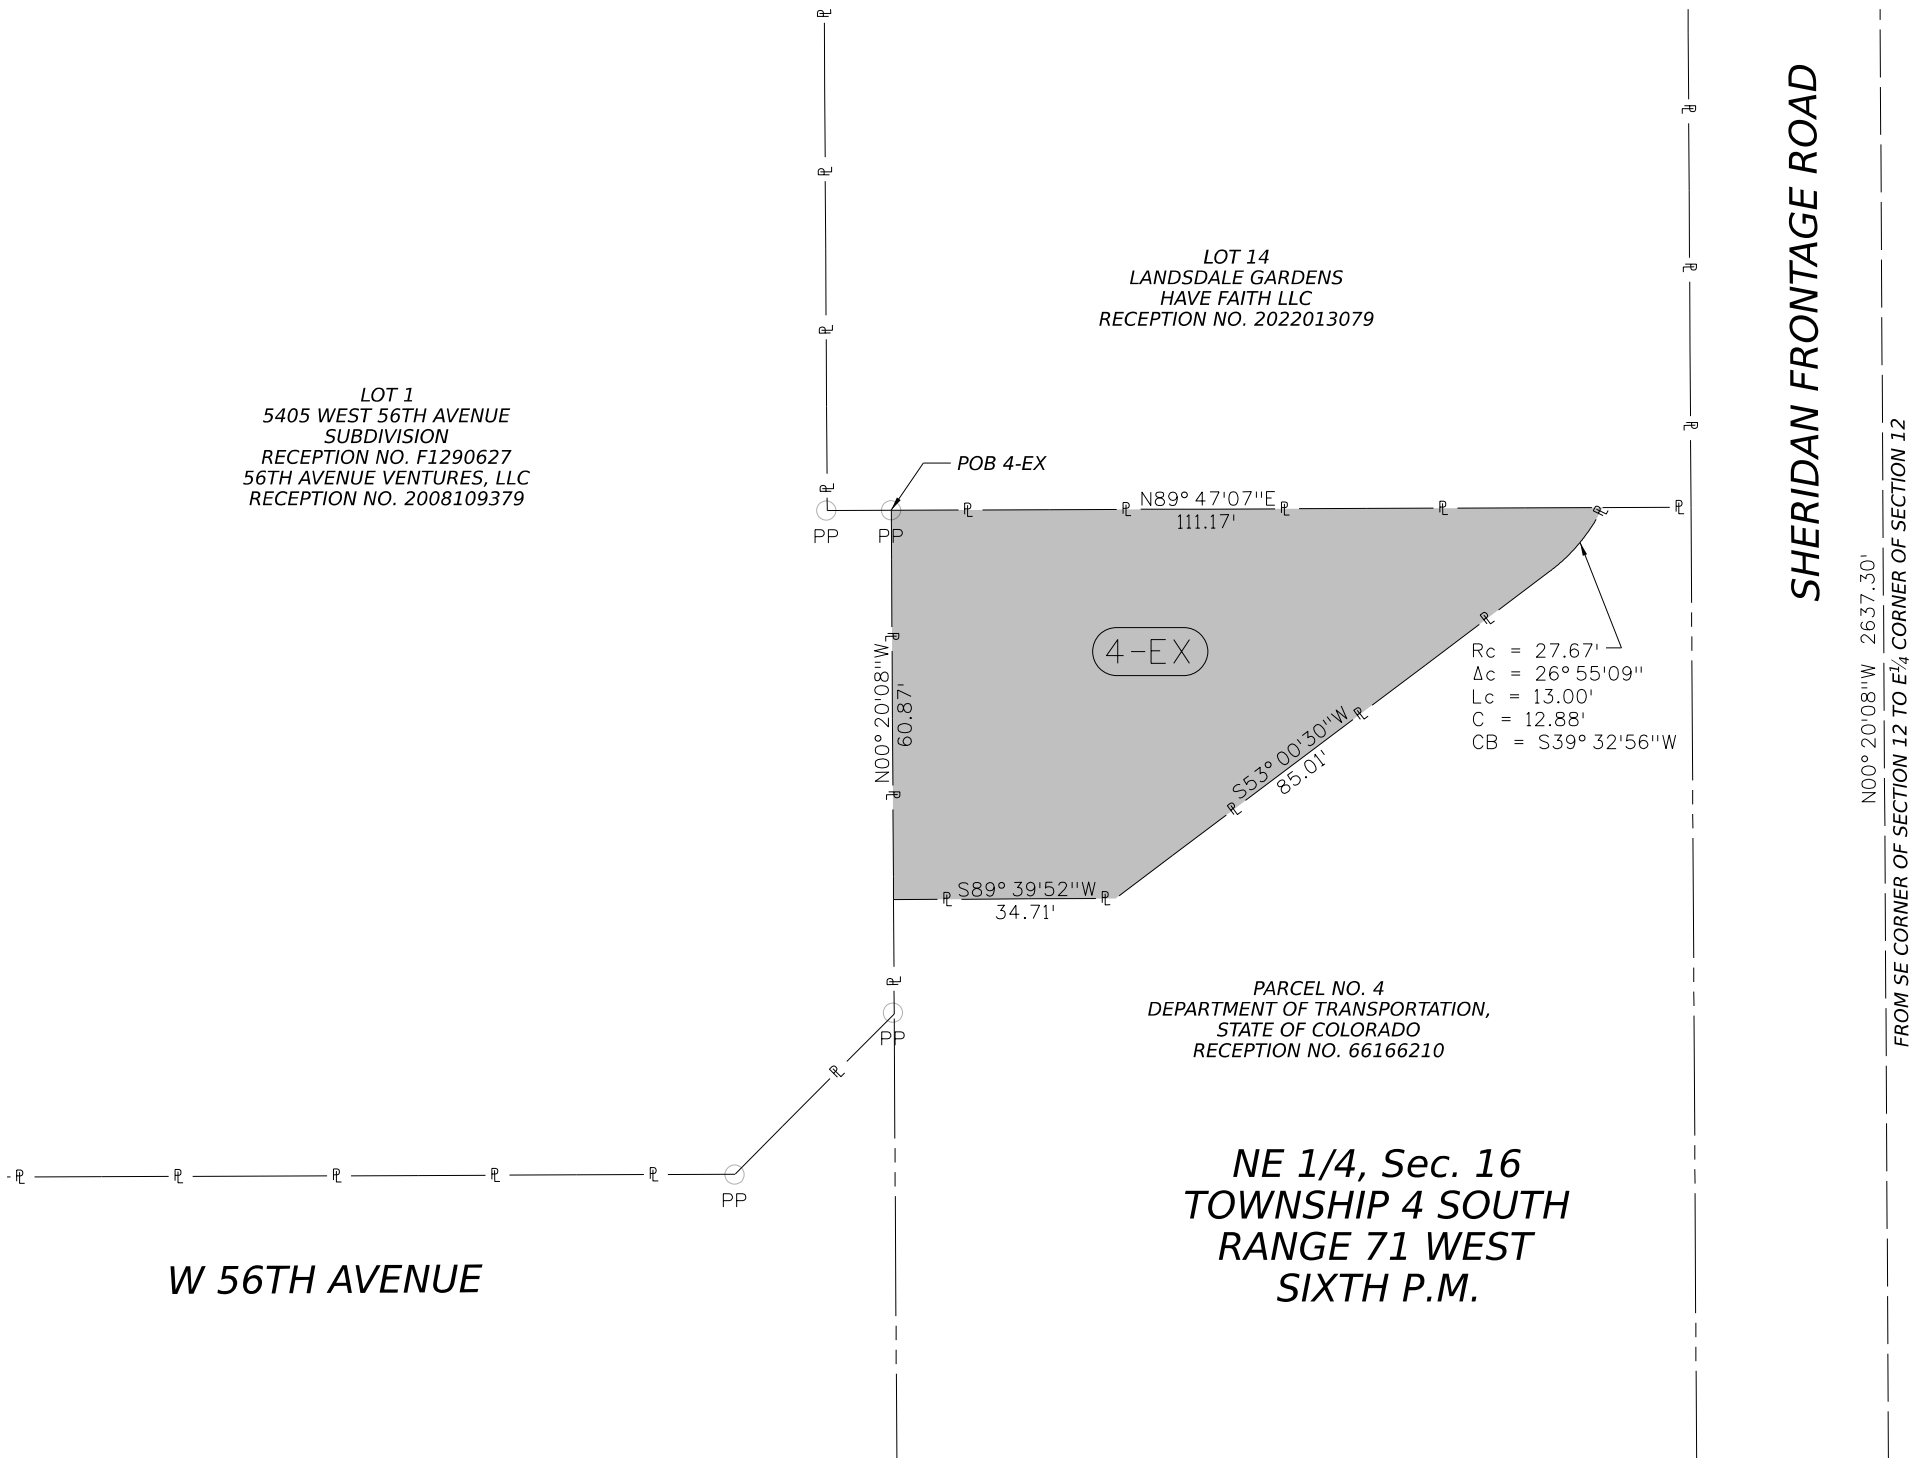 SHERIDAN FRONTAGE ROAD
LOT 14
LANDSDALE GARDENS
HAVE FAITH LLC
RECEPTION NO. 2022013079
LOT 1
5405 WEST 56TH AVENUE
SUBDIVISION
RECEPTION NO. F1290627
56TH AVENUE VENTURES, LLC
RECEPTION NO. 2008109379
POB 4-EX
N89°47'07"E
111.17'
PP
PP
4-EX
N00°20'08"W
60.87'
Rc = 27.67'
Δc = 26°55'09"
Lc = 13.00'
C = 12.88'
CB = S39°32'56"W
S53°00'30"W
85.01'
N00°20'08"W 2637.30'
FROM SE CORNER OF SECTION 12 TO E¼ CORNER OF SECTION 12
S89°39'52"W
34.71'
PARCEL NO. 4
DEPARTMENT OF TRANSPORTATION,
STATE OF COLORADO
RECEPTION NO. 66166210
PP
PP
NE 1/4, Sec. 16
TOWNSHIP 4 SOUTH
RANGE 71 WEST
SIXTH P.M.
W 56TH AVENUE